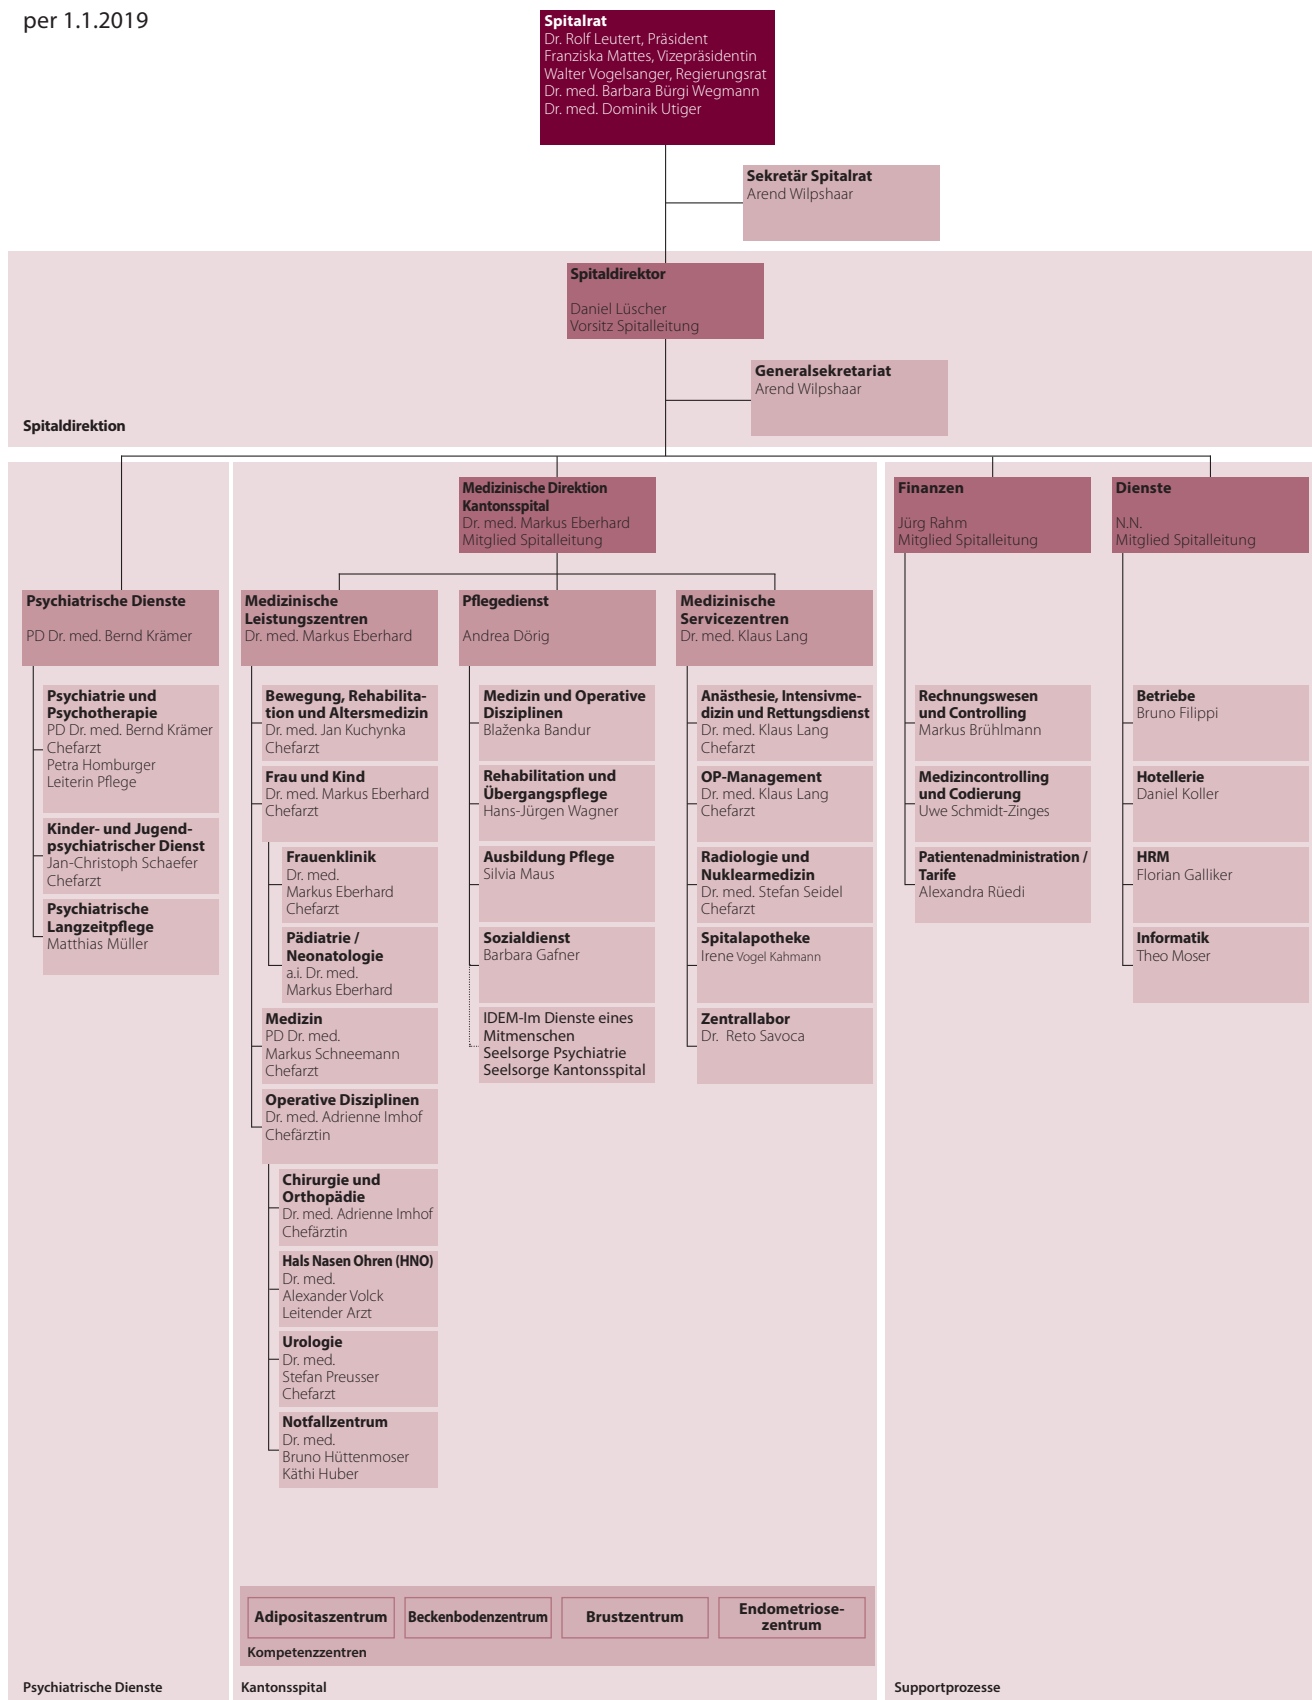 per 1.1.2019
Spitalrat
Dr. Rolf Leutert, Präsident
Franziska Mattes, Vizepräsidentin
Walter Vogelsanger, Regierungsrat
Dr. med. Barbara Bürgi Wegmann
Dr. med. Dominik Utiger
Sekretär Spitalrat
Arend Wilpshaar
Spitaldirektor
Daniel Lüscher
Vorsitz Spitalleitung
Generalsekretariat
Arend Wilpshaar
Spitaldirektion
Medizinische Direktion
Kantonsspital
Dr. med. Markus Eberhard
Mitglied Spitalleitung
Finanzen
Jürg Rahm
Mitglied Spitalleitung
Dienste
N.N.
Mitglied Spitalleitung
Psychiatrische Dienste
PD Dr. med. Bernd Krämer
Psychiatrie und
Psychotherapie
PD Dr. med. Bernd Krämer
Chefarzt
Petra Homburger
Leiterin Pflege
Kinder- und Jugend-
psychiatrischer Dienst
Jan-Christoph Schaefer
Chefarzt
Psychiatrische
Langzeitpflege
Matthias Müller
Medizinische
Leistungszentren
Dr. med. Markus Eberhard
Bewegung, Rehabilita-
tion und Altersmedizin
Dr. med. Jan Kuchynka
Chefarzt
Frau und Kind
Dr. med. Markus Eberhard
Chefarzt
Frauenklinik
Dr. med.
Markus Eberhard
Chefarzt
Pädiatrie /
Neonatologie
a.i. Dr. med.
Markus Eberhard
Medizin
PD Dr. med.
Markus Schneemann
Chefarzt
Operative Disziplinen
Dr. med. Adrienne Imhof
Chefärztin
Chirurgie und
Orthopädie
Dr. med. Adrienne Imhof
Chefärztin
Hals Nasen Ohren (HNO)
Dr. med.
Alexander Volck
Leitender Arzt
Urologie
Dr. med.
Stefan Preusser
Chefarzt
Notfallzentrum
Dr. med.
Bruno Hüttenmoser
Käthi Huber
Pflegedienst
Andrea Dörig
Medizin und Operative
Disziplinen
Blaženka Bandur
Rehabilitation und
Übergangspflege
Hans-Jürgen Wagner
Ausbildung Pflege
Silvia Maus
Sozialdienst
Barbara Gafner
IDEM-Im Dienste eines
Mitmenschen
Seelsorge Psychiatrie
Seelsorge Kantonsspital
Medizinische
Servicezentren
Dr. med. Klaus Lang
Anästhesie, Intensivme-
dizin und Rettungsdienst
Dr. med. Klaus Lang
Chefarzt
OP-Management
Dr. med. Klaus Lang
Chefarzt
Radiologie und
Nuklearmedizin
Dr. med. Stefan Seidel
Chefarzt
Spitalapotheke
Irene Vogel Kahmann
Zentrallabor
Dr. Reto Savoca
Rechnungswesen
und Controlling
Markus Brühlmann
Medizincontrolling
und Codierung
Uwe Schmidt-Zinges
Patientenadministration /
Tarife
Alexandra Rüedi
Betriebe
Bruno Filippi
Hotellerie
Daniel Koller
HRM
Florian Galliker
Informatik
Theo Moser
Adipositaszentrum
Beckenbodenzentrum
Brustzentrum
Endometriose-
zentrum
Kompetenzzentren
Psychiatrische Dienste
Kantonsspital
Supportprozesse